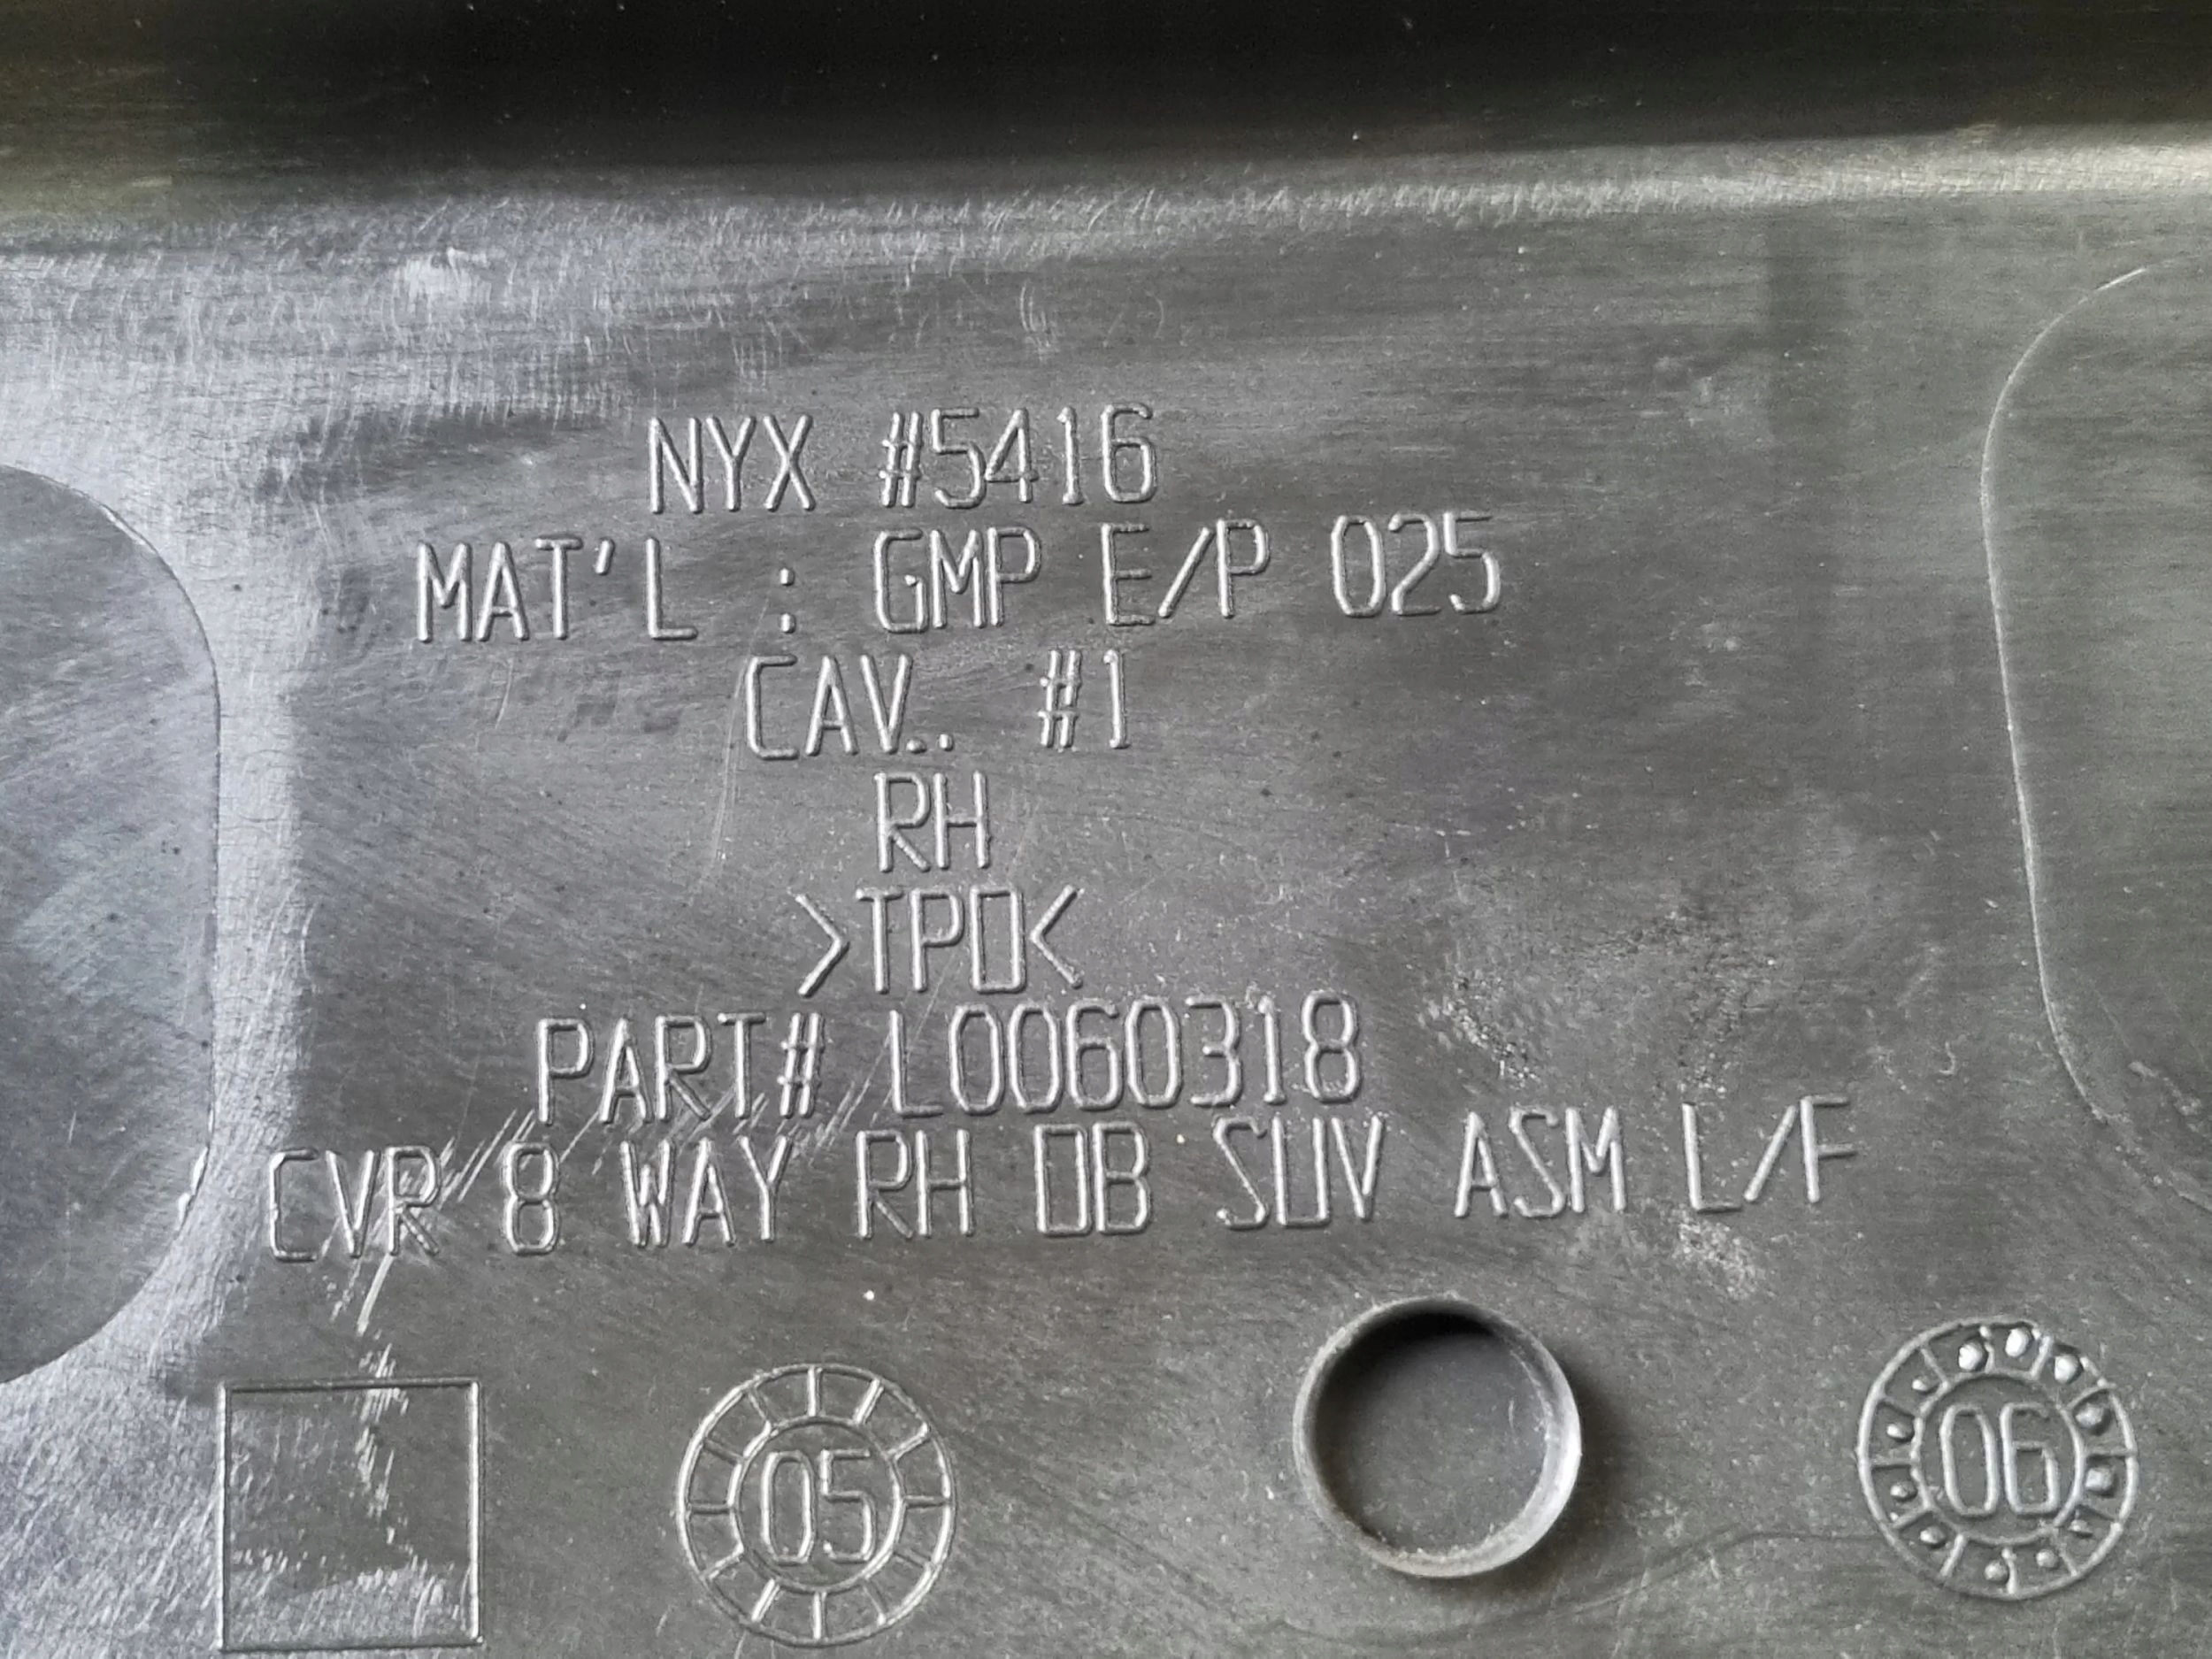 NYX #5416
MAT'L : GMP E/P 025
CAV.. #1
RH
>TPO<
PART# L0060318
CVR 8 WAY RH OB SUV ASM L/F
05
06